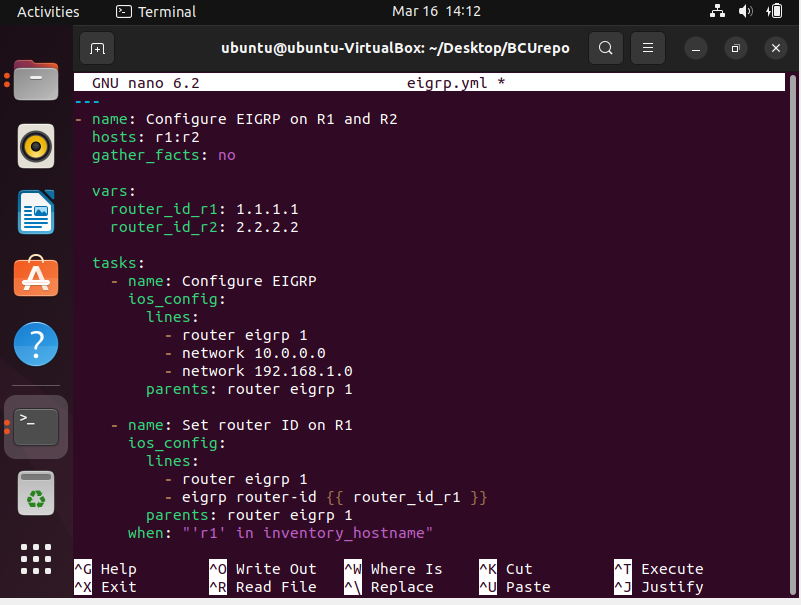 Activities
Terminal
Mar 16 14:12
ubuntu@ubuntu-VirtualBox: ~/Desktop/BCUrepo
GNU nano 6.2 eigrp.yml *
---
- name: Configure EIGRP on R1 and R2
  hosts: r1:r2
  gather_facts: no

  vars:
    router_id_r1: 1.1.1.1
    router_id_r2: 2.2.2.2

  tasks:
    - name: Configure EIGRP
      ios_config:
        lines:
          - router eigrp 1
          - network 10.0.0.0
          - network 192.168.1.0
        parents: router eigrp 1

    - name: Set router ID on R1
      ios_config:
        lines:
          - router eigrp 1
          - eigrp router-id {{ router_id_r1 }}
        parents: router eigrp 1
      when: "'r1' in inventory_hostname"
^G Help ^O Write Out ^W Where Is ^K Cut ^T Execute
^X Exit ^R Read File ^\ Replace ^U Paste ^J Justify